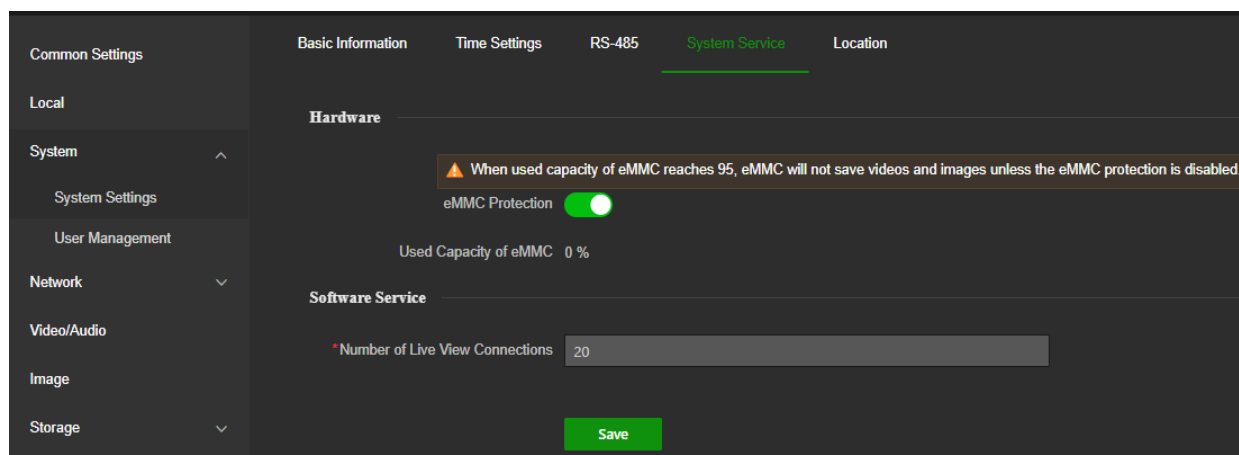 Common Settings
Local
System
System Settings
User Management
Network
Video/Audio
Image
Storage
Basic Information Time Settings RS-485 System Service Location
Hardware
When used capacity of eMMC reaches 95, eMMC will not save videos and images unless the eMMC protection is disabled.
eMMC Protection
Used Capacity of eMMC 0 %
Software Service
*Number of Live View Connections 20
Save